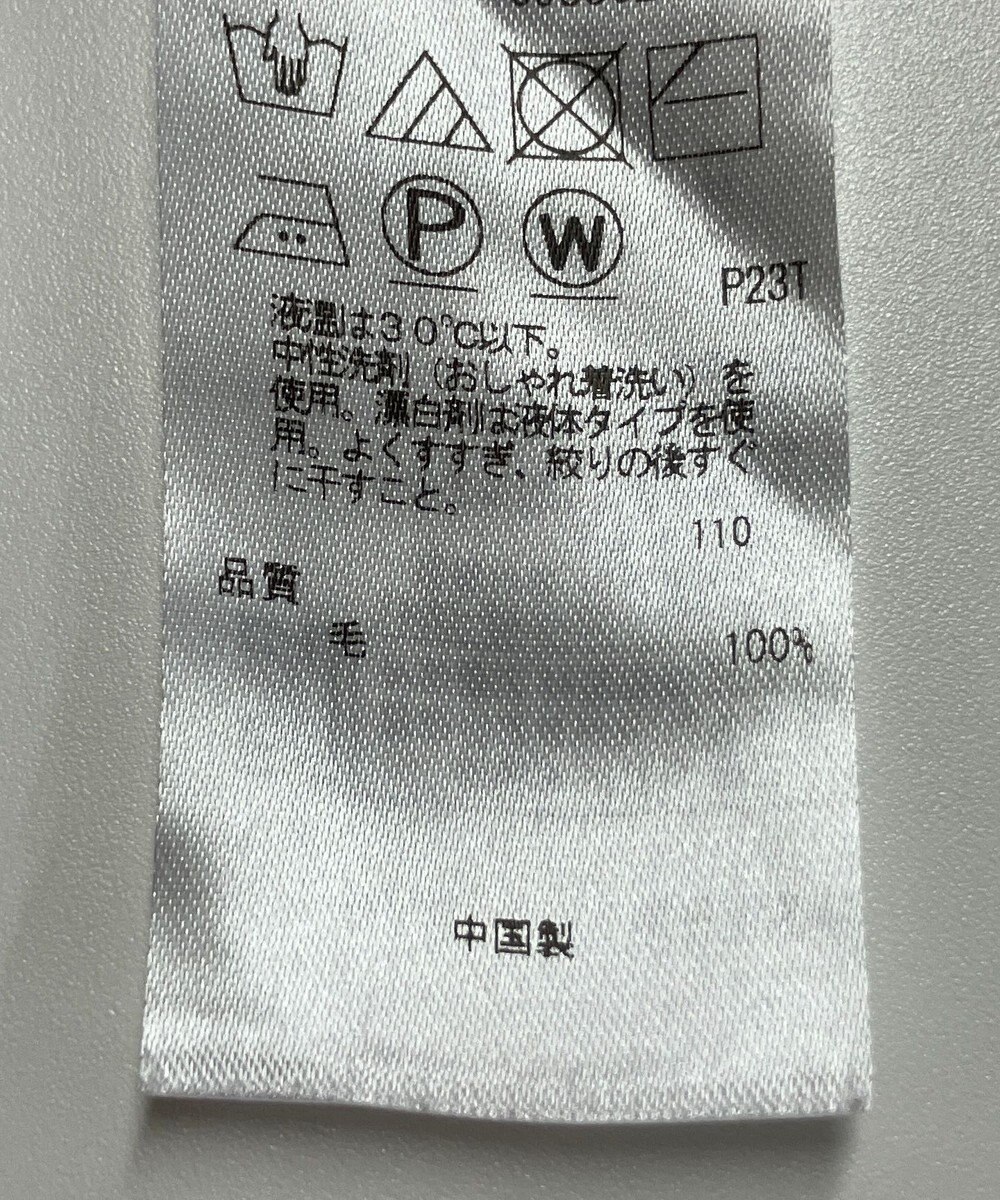 P W
P23T
液温は30℃以下。
中性洗剤（おしゃれ着洗い）を
使用。漂白剤は液体タイプを使
用。よくすすぎ、絞りの後すぐ
に干すこと。
110
品質
毛 100%
中国製